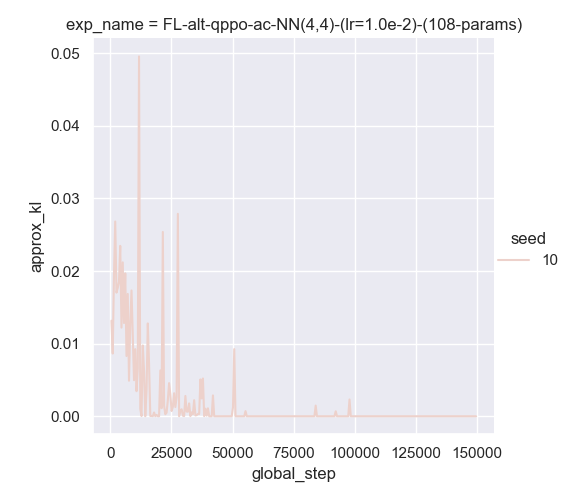 exp_name = FL-alt-qppo-ac-NN(4,4)-(lr=1.0e-2)-(108-params)
0.05
0.04
0.03
0.02
0.01
0.00
approx_kl
seed
10
0 25000 50000 75000 100000 125000 150000
global_step